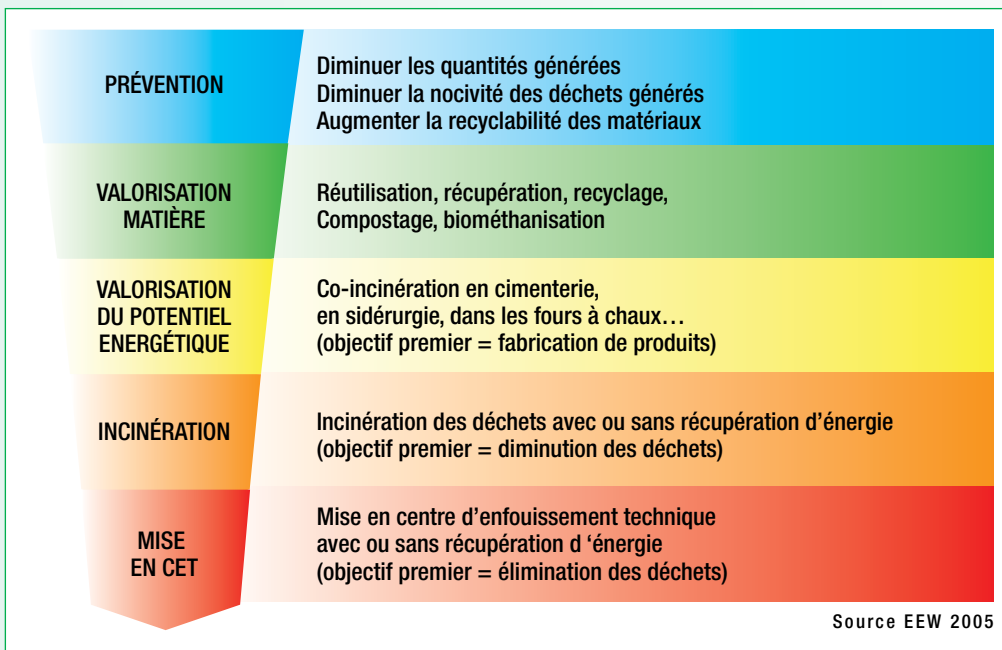 PRÉVENTION
Diminuer les quantités générées
Diminuer la nocivité des déchets générés
Augmenter la recyclabilité des matériaux
VALORISATION
MATIÈRE
Réutilisation, récupération, recyclage,
Compostage, biométhanisation
VALORISATION
DU POTENTIEL
ENERGÉTIQUE
Co-incinération en cimenterie,
en sidérurgie, dans les fours à chaux…
(objectif premier = fabrication de produits)
INCINÉRATION
Incinération des déchets avec ou sans récupération d’énergie
(objectif premier = diminution des déchets)
MISE
EN CET
Mise en centre d’enfouissement technique
avec ou sans récupération d ‘énergie
(objectif premier = élimination des déchets)
Source EEW 2005